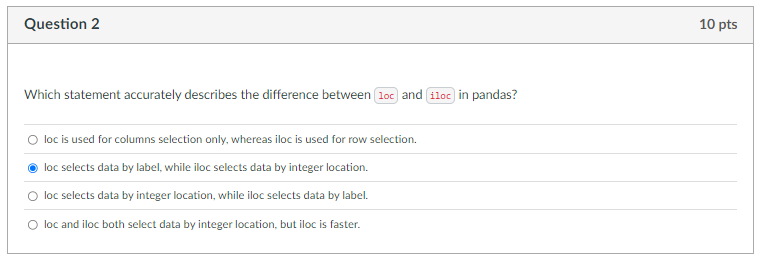 Question 2 10 pts
Which statement accurately describes the difference between loc and iloc in pandas?
loc is used for columns selection only, whereas iloc is used for row selection.
loc selects data by label, while iloc selects data by integer location.
loc selects data by integer location, while iloc selects data by label.
loc and iloc both select data by integer location, but iloc is faster.